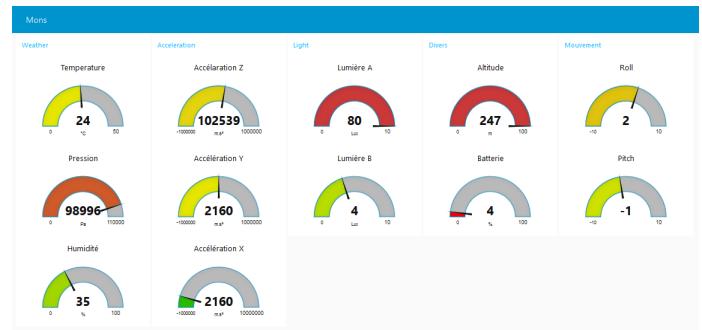 Mons
Weather
Acceleration
Light
Divers
Mouvement
Temperature
24
0 °C 50
Pression
98996
0 Pa 110000
Humidité
35
0 % 100
Accélaration Z
102539
-1000000 m.s² 1000000
Accélération Y
2160
-1000000 m.s² 1000000
Accélération X
2160
-1000000 m.s² 10000000
Lumière A
80
0 Lux 10
Lumière B
4
0 Lux 10
Altitude
247
0 m 100
Batterie
4
0 % 100
Roll
2
-10 10
Pitch
-1
-10 10